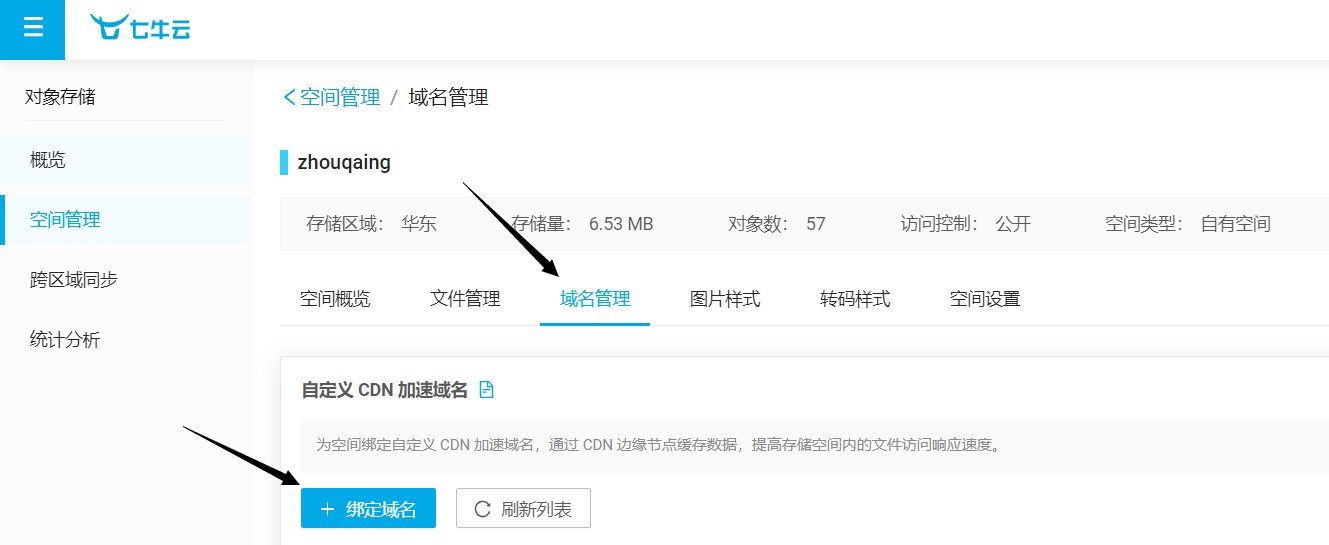 七牛云
对象存储
概览
空间管理
跨区域同步
统计分析
空间管理 / 域名管理
zhouqaing
存储区域： 华东 存储量： 6.53 MB 对象数： 57 访问控制： 公开 空间类型： 自有空间
空间概览 文件管理 域名管理 图片样式 转码样式 空间设置
自定义 CDN 加速域名
为空间绑定自定义 CDN 加速域名，通过 CDN 边缘节点缓存数据，提高存储空间内的文件访问响应速度。
+ 绑定域名 刷新列表